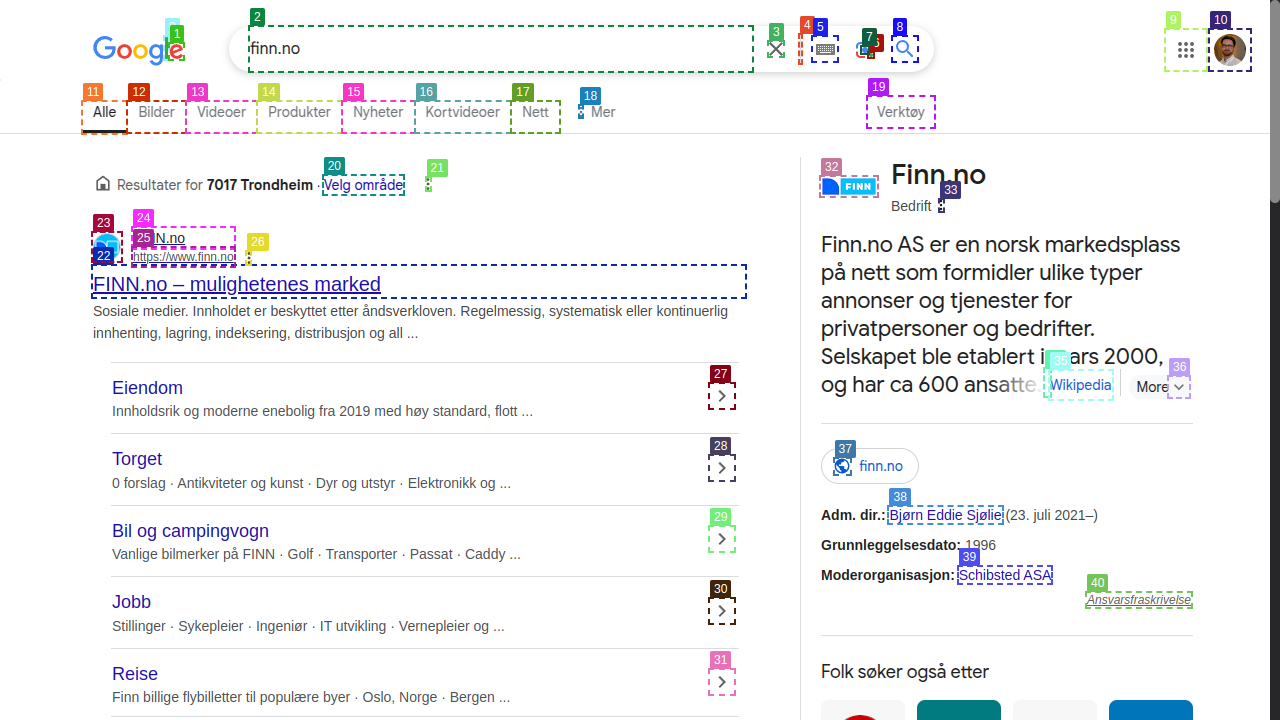 Google
finn.no
Alle
Bilder
Videoer
Produkter
Nyheter
Kortvideoer
Nett
Mer
Verktøy
1
2
3
4
5
7
8
9
10
11
12
13
14
15
16
17
18
19
Resultater for 7017 Trondheim · Velg område
20
21
23
24
25
22
26
https://www.finn.no
FINN.no – mulighetenes marked
Sosiale medier. Innholdet er beskyttet etter åndsverkloven. Regelmessig, systematisk eller kontinuerlig
innhenting, lagring, indeksering, distribusjon og all ...
Eiendom
Innholdsrik og moderne enebolig fra 2019 med høy standard, flott ...
27
Torget
0 forslag · Antikviteter og kunst · Dyr og utstyr · Elektronikk og ...
28
Bil og campingvogn
Vanlige bilmerker på FINN · Golf · Transporter · Passat · Caddy ...
29
Jobb
Stillinger · Sykepleier · Ingeniør · IT utvikling · Vernepleier og ...
30
Reise
Finn billige flybilletter til populære byer · Oslo, Norge · Bergen ...
31
32
FINN
Finn.no
Bedrift
33
Finn.no AS er en norsk markedsplass
på nett som formidler ulike typer
annonser og tjenester for
privatpersoner og bedrifter.
Selskapet ble etablert i mars 2000,
og har ca 600 ansatte.
35
Wikipedia
More
36
37
finn.no
38
Adm. dir.: Bjørn Eddie Sjølie (23. juli 2021–)
Grunnleggelsesdato: 1996
39
Moderorganisasjon: Schibsted ASA
40
Ansvarsfraskrivelse
Folk søker også etter